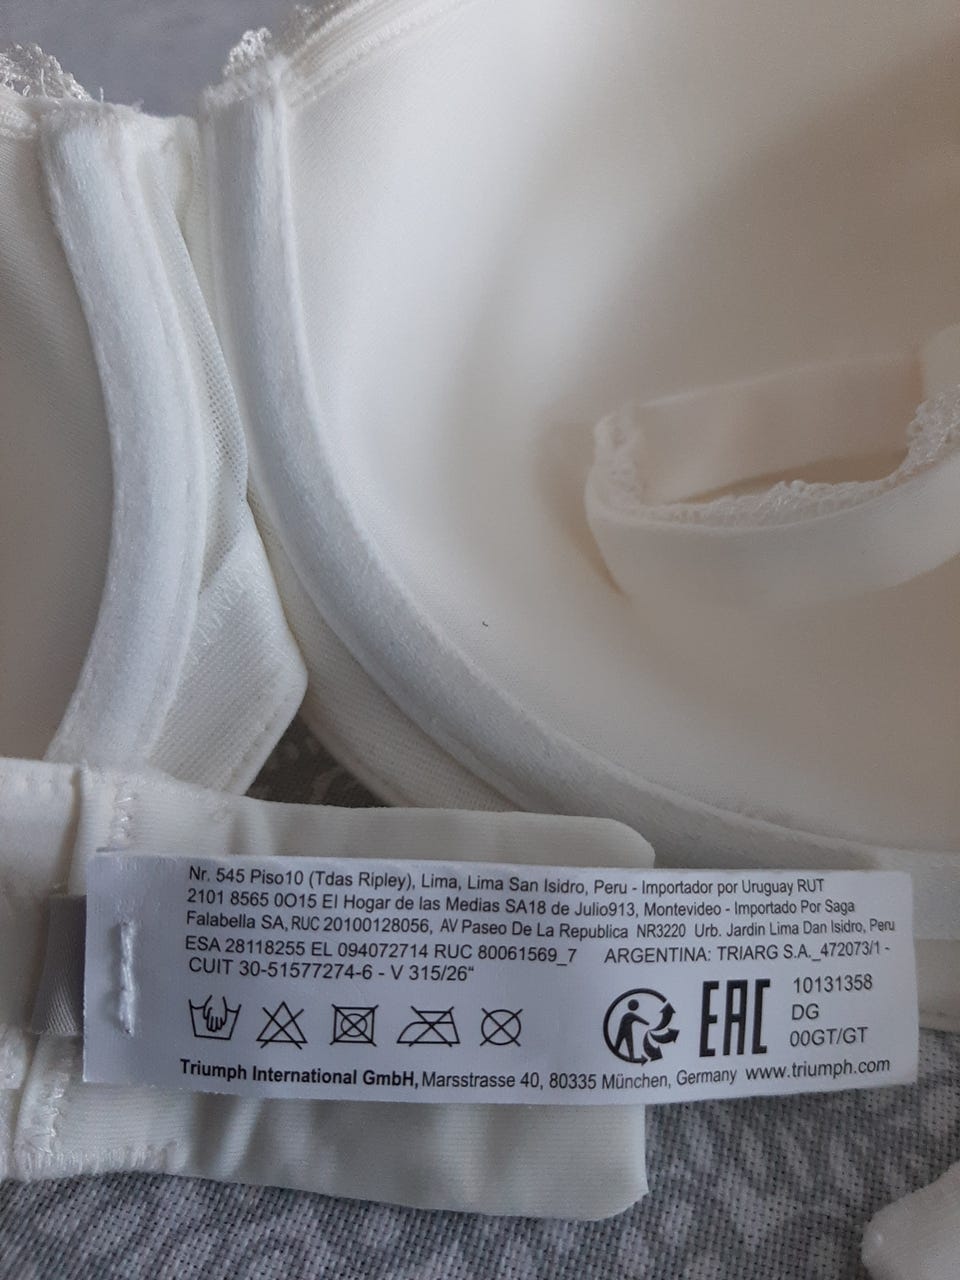 Nr. 545 Piso10 (Tdas Ripley), Lima, Lima San Isidro, Peru - Importador por Uruguay RUT
2101 8565 0O15 El Hogar de las Medias SA18 de Julio913, Montevideo - Importado Por Saga
Falabella SA, RUC 20100128056, AV Paseo De La Republica NR3220 Urb. Jardin Lima Dan Isidro, Peru
ESA 28118255 EL 094072714 RUC 80061569_7 ARGENTINA: TRIARG S.A._472073/1 -
CUIT 30-51577274-6 - V 315/26“
EAC
10131358
DG
00GT/GT
Triumph International GmbH, Marsstrasse 40, 80335 München, Germany www.triumph.com